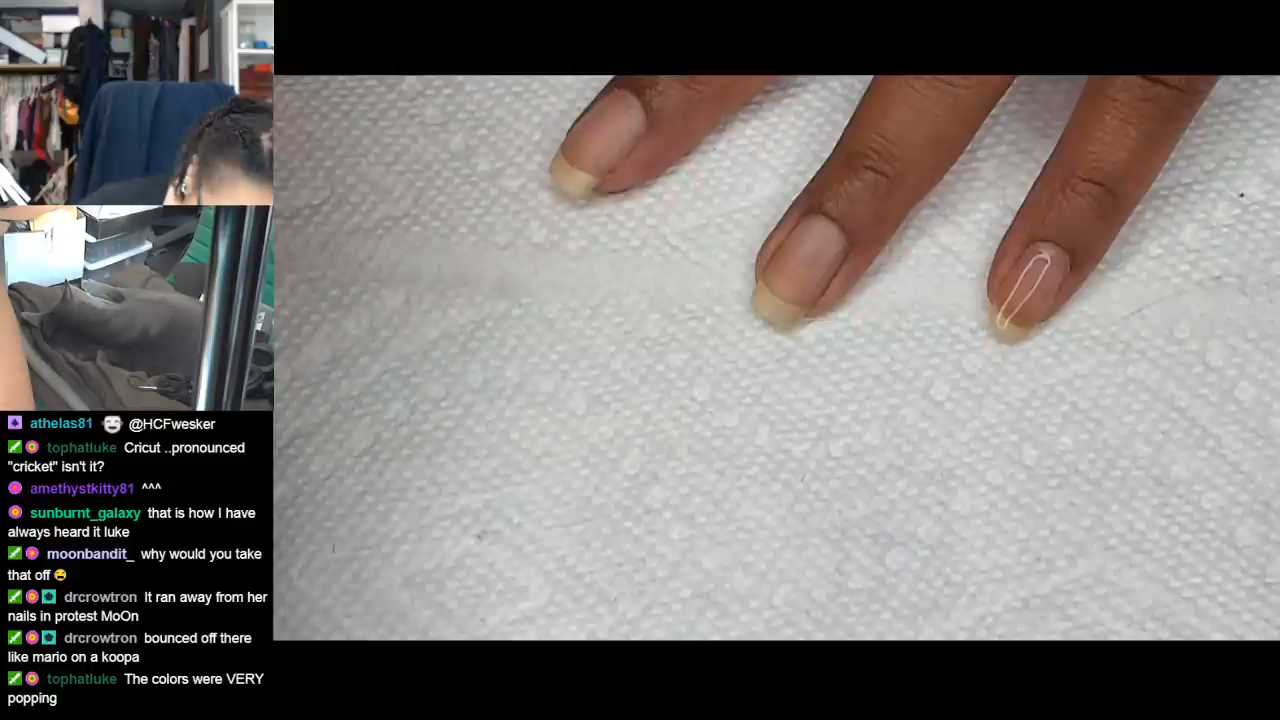 athelas81 @HCFwesker
tophatluke Cricut ..pronounced
"cricket" isn't it?
amethystkitty81 ^^^
sunburnt_galaxy that is how I have
always heard it luke
moonbandit_ why would you take
that off
drcrowtron It ran away from her
nails in protest MoOn
drcrowtron bounced off there
like mario on a koopa
tophatluke The colors were VERY
popping